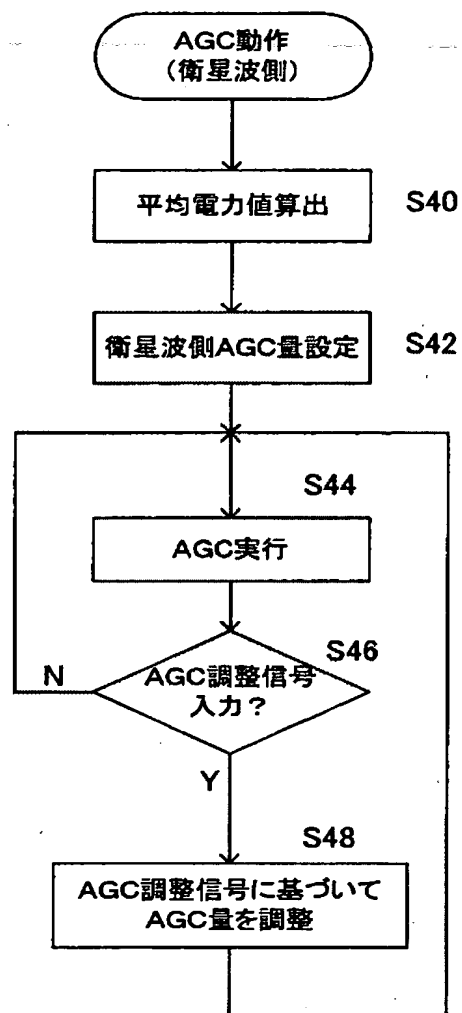 AGC動作
（衛星波側）
平均電力値算出
S40
衛星波側AGC量設定
S42
S44
AGC実行
S46
AGC調整信号
入力？
N
Y
S48
AGC調整信号に基づいて
AGC量を調整